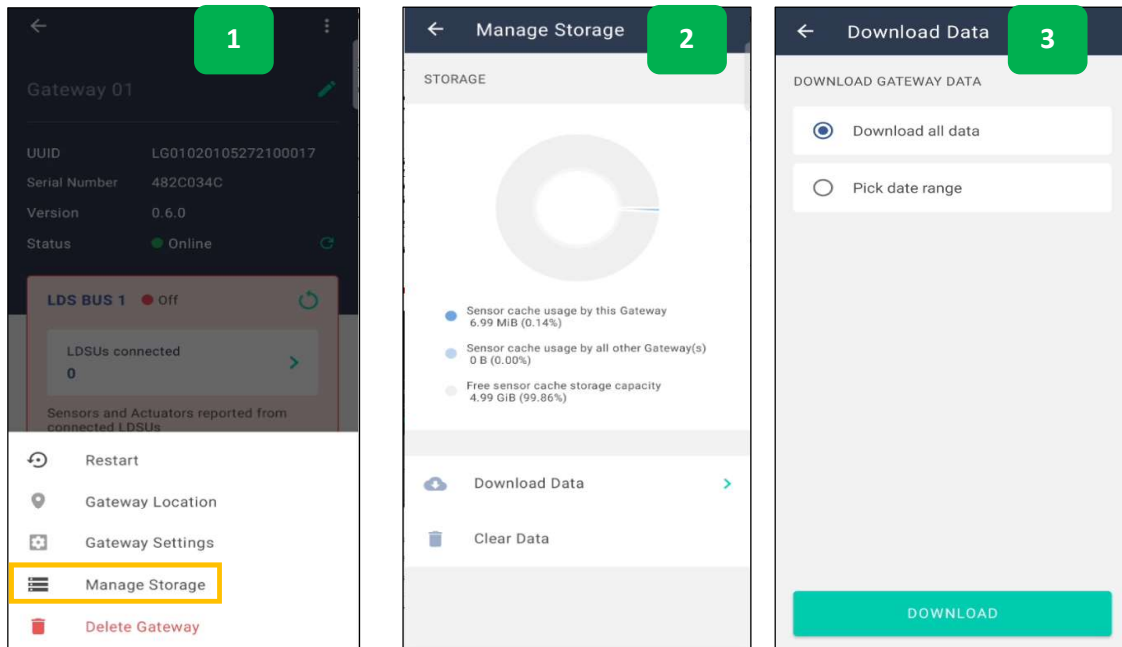 1
Gateway 01
UUID LG01020105272100017
Serial Number 482C034C
Version 0.6.0
Status Online
LDS BUS 1 Off
LDSUs connected
0
Sensors and Actuators reported from
connected LDSUs
Restart
Gateway Location
Gateway Settings
Manage Storage
Delete Gateway
Manage Storage
2
STORAGE
Sensor cache usage by this Gateway
6.99 MiB (0.14%)
Sensor cache usage by all other Gateway(s)
0 B (0.00%)
Free sensor cache storage capacity
4.99 GiB (99.86%)
Download Data
Clear Data
Download Data
3
DOWNLOAD GATEWAY DATA
Download all data
Pick date range
DOWNLOAD